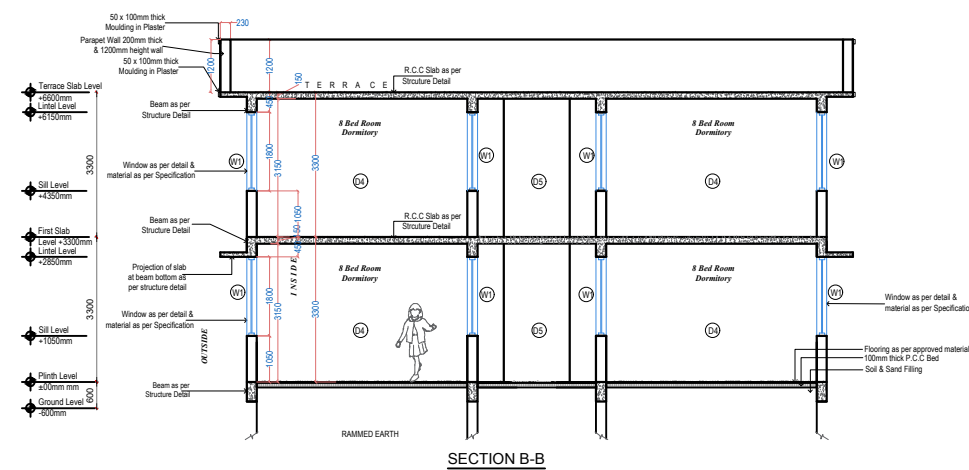 50 x 100mm thick
Moulding in Plaster
230
Parapet Wall 200mm thick
& 1200mm height wall
50 x 100mm thick
Moulding in Plaster
1200
1200
150
T E R R A C E
R.C.C Slab as per
Strcuture Detail
Terrace Slab Level
+6600mm
Lintel Level
+6150mm
Beam as per
Structure Detail
450
8 Bed Room
Dormitory
8 Bed Room
Dormitory
3300
1800
3150
3300
W1
W1
W1
W1
Window as per detail &
material as per Specification
D4
D5
D4
Sill Level
+4350mm
1050
Beam as per
Structure Detail
R.C.C Slab as per
Strcuture Detail
First Slab
Level +3300mm
Lintel Level
+2850mm
150
450
Projection of slab
at beam bottom as
per structure detail
I N S I D E
8 Bed Room
Dormitory
8 Bed Room
Dormitory
W1
W1
W1
W1
3300
1800
3150
3300
Window as per detail &
material as per Specification
Window as per detail &
material as per Specification
D4
D5
D4
Sill Level
+1050mm
OUTSIDE
1050
Flooring as per approved material
100mm thick P.C.C Bed
Soil & Sand Filling
Plinth Level
±00mm mm
Beam as per
Structure Detail
600
Ground Level
-600mm
RAMMED EARTH
SECTION B-B